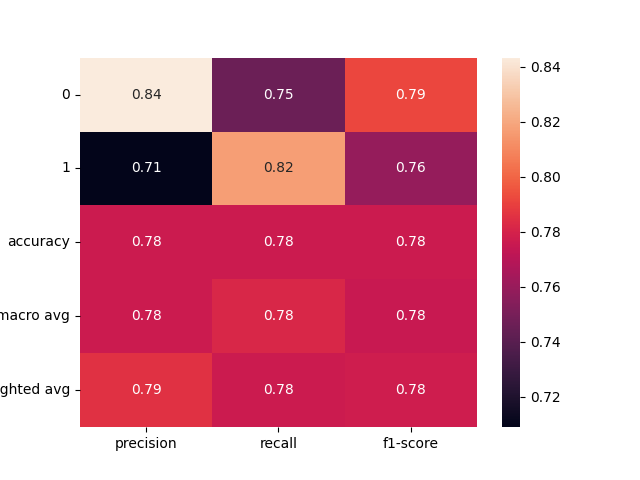 0 0.84 0.75 0.79
1 0.71 0.82 0.76
accuracy 0.78 0.78 0.78
macro avg 0.78 0.78 0.78
ghted avg 0.79 0.78 0.78
precision recall f1-score
0.84
0.82
0.80
0.78
0.76
0.74
0.72